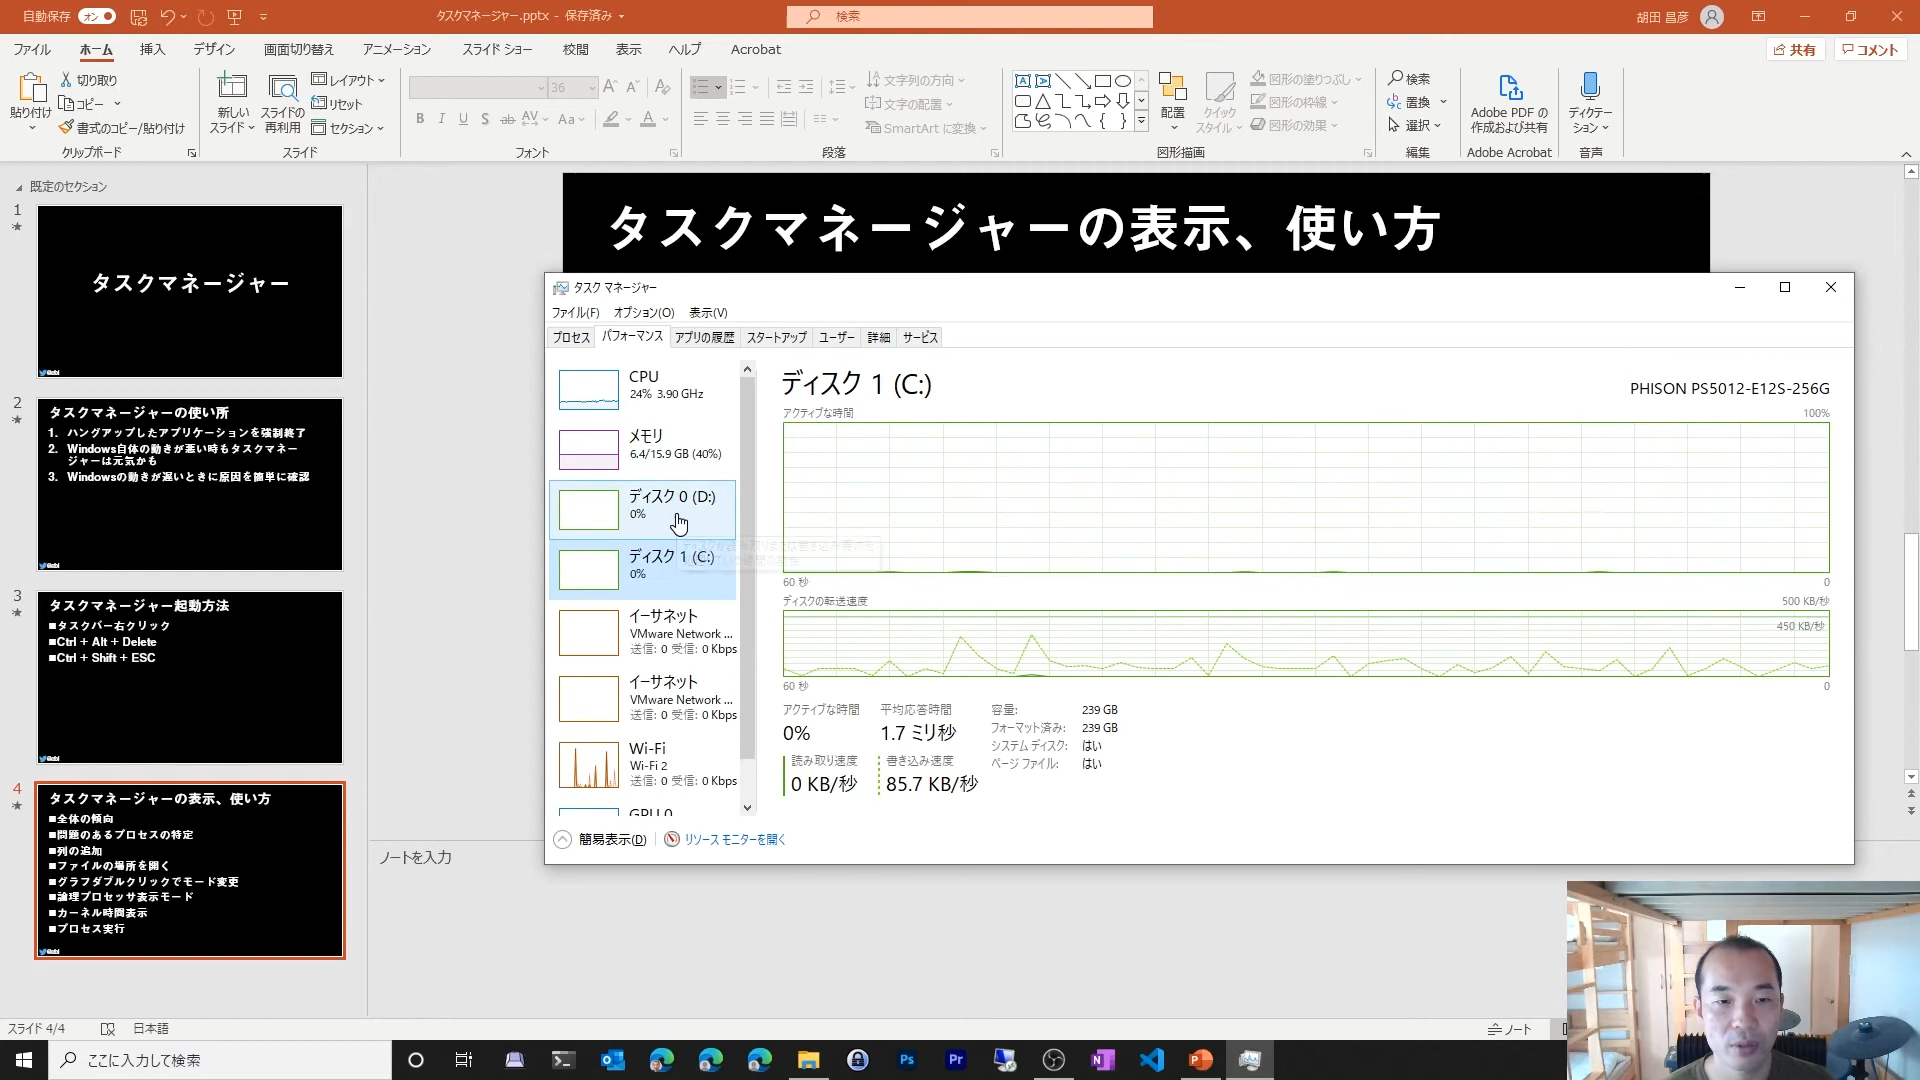 自動保存 オン
タスクマネージャー.pptx - 保存済み
検索
胡田 昌彦
ファイル ホーム 挿入 デザイン 画面切り替え アニメーション スライド ショー 校閲 表示 ヘルプ Acrobat
共有 コメント
貼り付け
切り取り
コピー
書式のコピー/貼り付け
クリップボード
新しい
スライド
スライドの
再利用
レイアウト
リセット
セクション
スライド
36
B I U S ab AV Aa A
フォント
文字列の方向
文字の配置
SmartArt に変換
段落
配置
クイック
スタイル
図形の塗りつぶし
図形の枠線
図形の効果
図形描画
検索
置換
選択
編集
Adobe PDF の
作成および共有
Adobe Acrobat
ディクテー
ション
音声
既定のセクション
1
タスクマネージャー
2
タスクマネージャーの使い所
1. ハングアップしたアプリケーションを強制終了
2. Windows自体の動きが悪い時もタスクマネー
ジャーは元気かも
3. Windowsの動きが遅いときに原因を簡単に確認
3
タスクマネージャー起動方法
■タスクバー右クリック
■Ctrl + Alt + Delete
■Ctrl + Shift + ESC
4
タスクマネージャーの表示、使い方
■全体の傾向
■問題のあるプロセスの特定
■列の追加
■ファイルの場所を開く
■グラフダブルクリックでモード変更
■論理プロセッサ表示モード
■カーネル時間表示
■プロセス実行
タスクマネージャーの表示、使い方
タスク マネージャー
ファイル(F) オプション(O) 表示(V)
プロセス パフォーマンス アプリの履歴 スタートアップ ユーザー 詳細 サービス
CPU
24% 3.90 GHz
メモリ
6.4/15.9 GB (40%)
ディスク 0 (D:)
0%
ディスク 1 (C:)
0%
イーサネット
VMware Network ...
送信: 0 受信: 0 Kbps
イーサネット
VMware Network ...
送信: 0 受信: 0 Kbps
Wi-Fi
Wi-Fi 2
送信: 0 受信: 0 Kbps
GPU 0
ディスク 1 (C:)
PHISON PS5012-E12S-256G
アクティブな時間 100%
60 秒 0
ディスクの転送速度 500 KB/秒
450 KB/秒
60 秒 0
アクティブな時間
0%
平均応答時間
1.7 ミリ秒
読み取り速度
0 KB/秒
書き込み速度
85.7 KB/秒
容量: 239 GB
フォーマット済み: 239 GB
システム ディスク: はい
ページ ファイル: はい
簡易表示(D) リソース モニターを開く
ノートを入力
スライド 4/4 日本語
ノート
ここに入力して検索
Ps
Pr